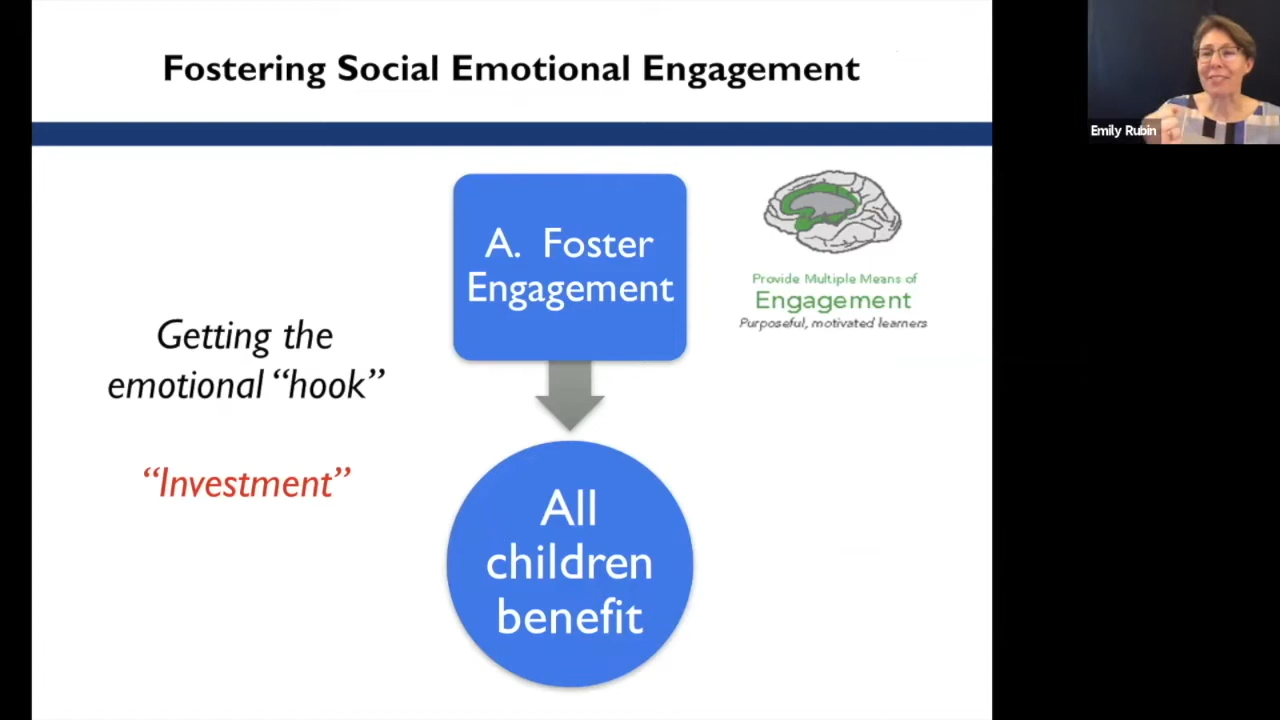 Fostering Social Emotional Engagement
Emily Rubin
A. Foster
Engagement
Provide Multiple Means of
Engagement
Purposeful, motivated learners
Getting the
emotional “hook”
“Investment”
All
children
benefit